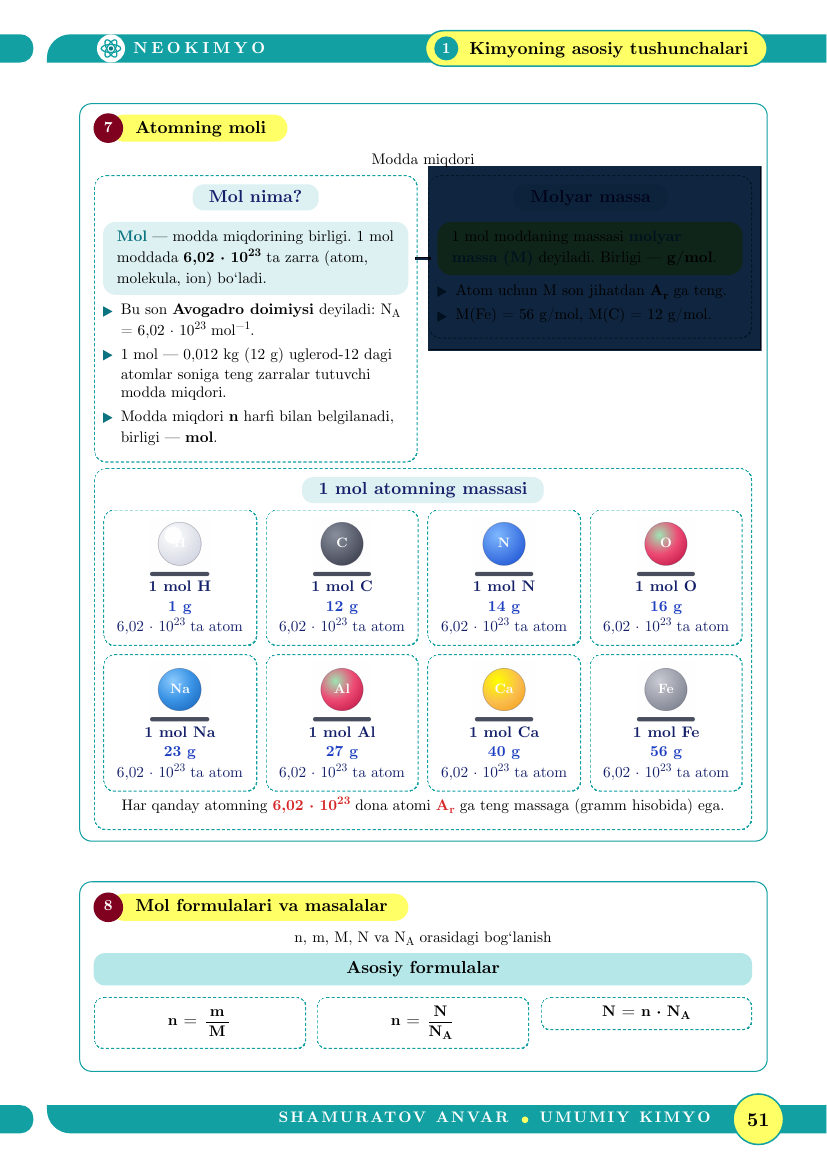 NEOKIMYO
1 Kimyoning asosiy tushunchalari
7 Atomning moli
Modda miqdori
Mol nima?
Mol — modda miqdorining birligi. 1 mol
moddada 6,02 · 10²³ ta zarra (atom,
molekula, ion) bo‘ladi.
▶ Bu son Avogadro doimiysi deyiladi: N_A
= 6,02 · 10²³ mol⁻¹.
▶ 1 mol — 0,012 kg (12 g) uglerod-12 dagi
atomlar soniga teng zarralar tutuvchi
modda miqdori.
▶ Modda miqdori n harfi bilan belgilanadi,
birligi — mol.
Molyar massa
1 mol moddaning massasi molyar
massa (M) deyiladi. Birligi — g/mol.
▶ Atom uchun M son jihatdan A_r ga teng.
▶ M(Fe) = 56 g/mol, M(C) = 12 g/mol.
1 mol atomning massasi
H
1 mol H
1 g
6,02 · 10²³ ta atom
C
1 mol C
12 g
6,02 · 10²³ ta atom
N
1 mol N
14 g
6,02 · 10²³ ta atom
O
1 mol O
16 g
6,02 · 10²³ ta atom
Na
1 mol Na
23 g
6,02 · 10²³ ta atom
Al
1 mol Al
27 g
6,02 · 10²³ ta atom
Ca
1 mol Ca
40 g
6,02 · 10²³ ta atom
Fe
1 mol Fe
56 g
6,02 · 10²³ ta atom
Har qanday atomning 6,02 · 10²³ dona atomi A_r ga teng massaga (gramm hisobida) ega.
8 Mol formulalari va masalalar
n, m, M, N va N_A orasidagi bog‘lanish
Asosiy formulalar
n = m/M
n = N/N_A
N = n · N_A
SHAMURATOV ANVAR • UMUMIY KIMYO
51